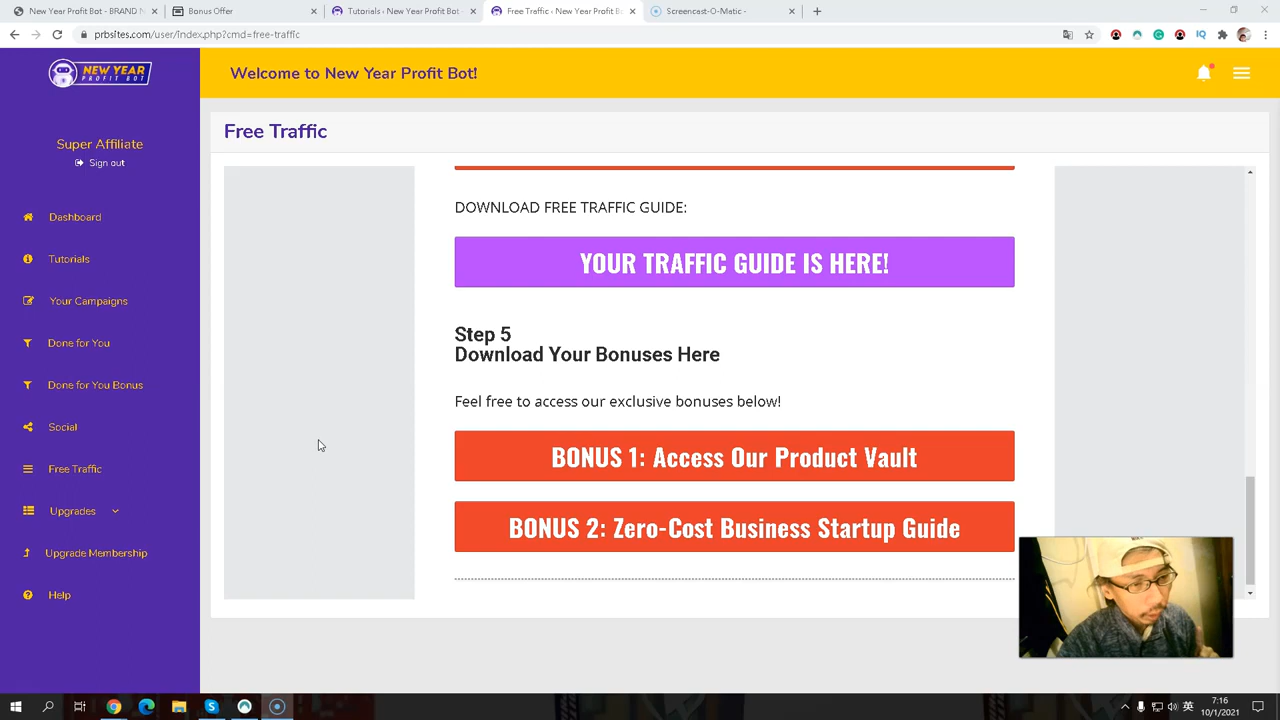 New Year Profit Bot - BRAND N
Bonus Offer
Tutorials ‹ New Year Profit Bot
Free Traffic ‹ New Year Profit Bo
Screencast-O-Matic -
prbsites.com/user/index.php?cmd=free-traffic
NEW YEAR
PROFIT BOT
Welcome to New Year Profit Bot!
Super Affiliate
Sign out
Dashboard
Tutorials
Your Campaigns
Done for You
Done for You Bonus
Social
Free Traffic
Upgrades
Upgrade Membership
Help
Free Traffic
DOWNLOAD FREE TRAFFIC GUIDE:
YOUR TRAFFIC GUIDE IS HERE!
Step 5
Download Your Bonuses Here
Feel free to access our exclusive bonuses below!
BONUS 1: Access Our Product Vault
BONUS 2: Zero-Cost Business Startup Guide
英
7:16
10/1/2021